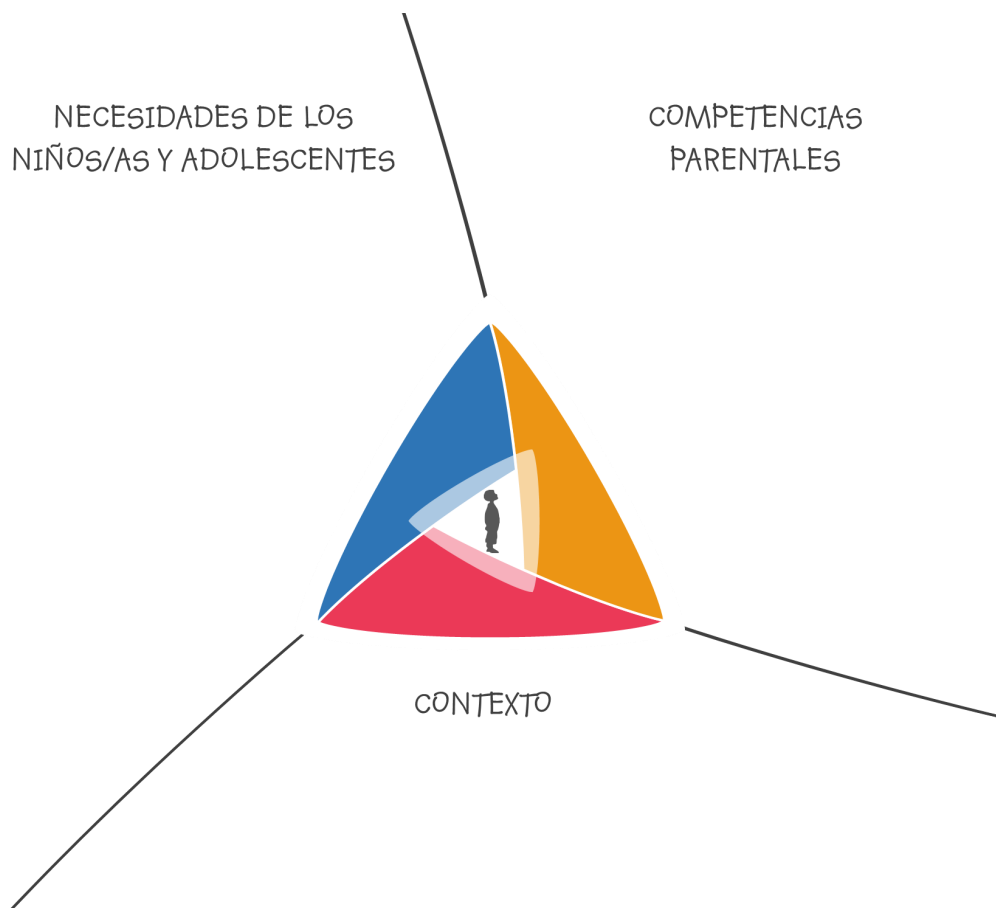 NECESIDADES DE LOS
NIÑOS/AS Y ADOLESCENTES
COMPETENCIAS
PARENTALES
CONTEXTO